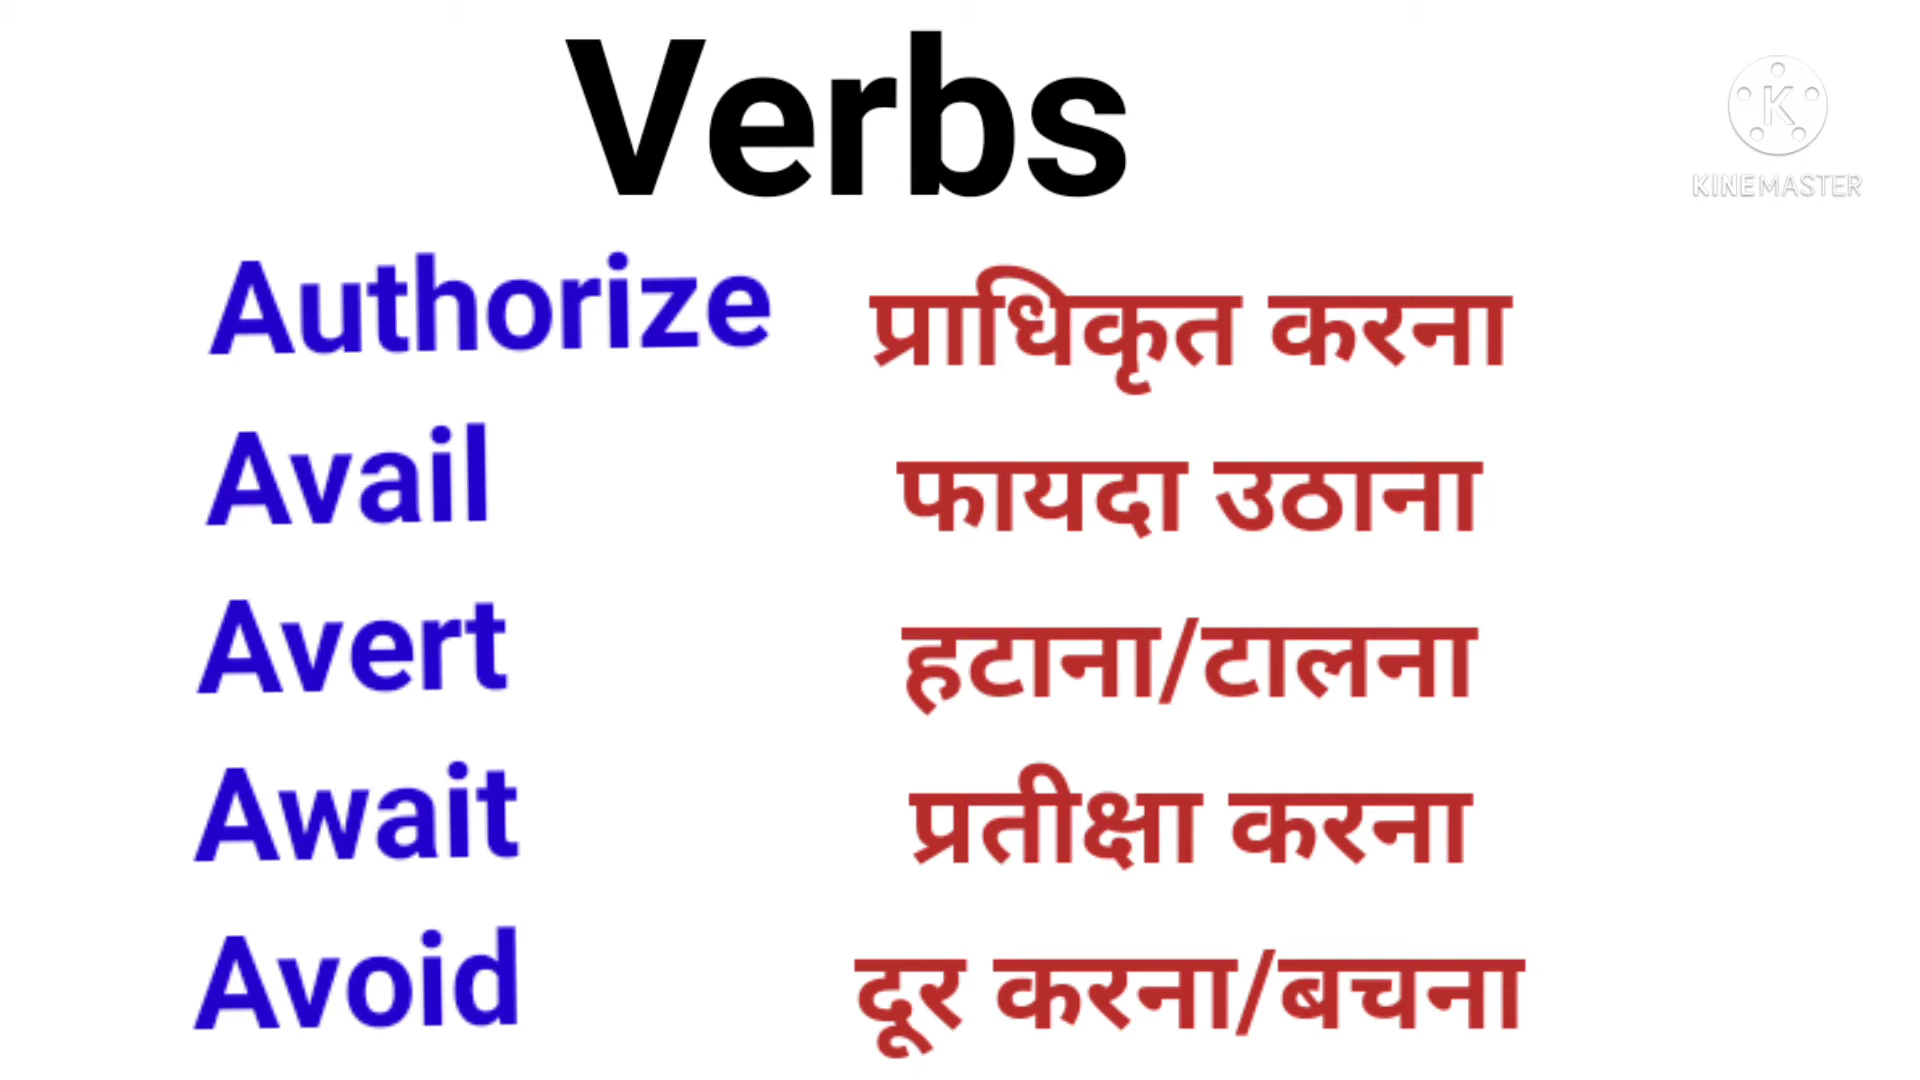 Verbs
K
KINEMASTER
Authorize प्राधिकृत करना
Avail फायदा उठाना
Avert हटाना/टालना
Await प्रतीक्षा करना
Avoid दूर करना/बचना